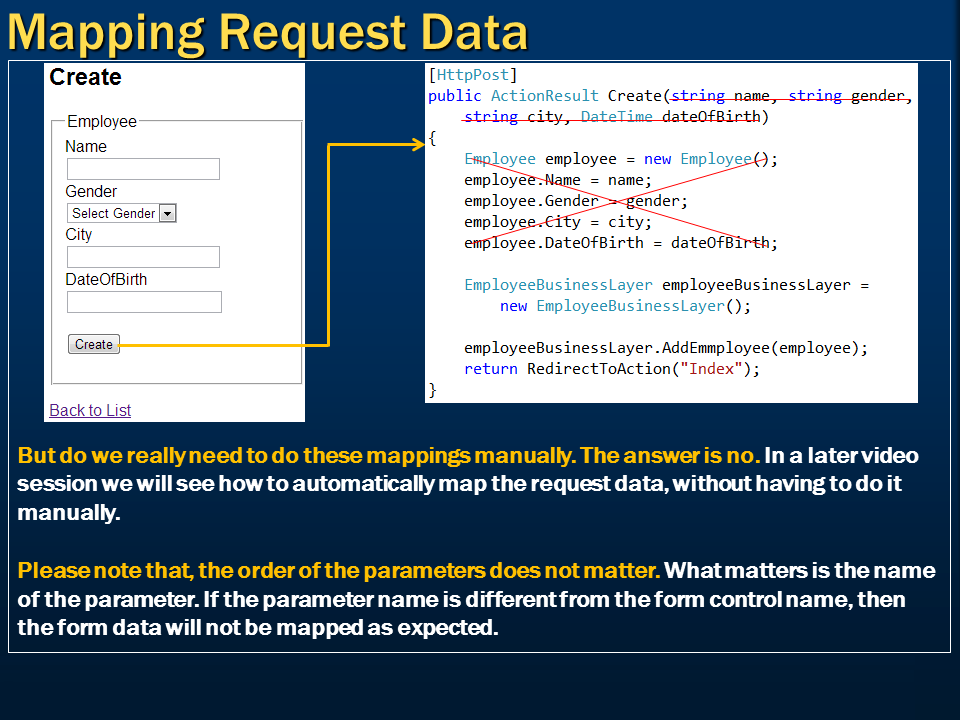 Mapping Request Data
Create
Employee
Name
Gender
Select Gender
City
DateOfBirth
Create
Back to List
[HttpPost]
public ActionResult Create(string name, string gender,
string city, DateTime dateOfBirth)
{
Employee employee = new Employee();
employee.Name = name;
employee.Gender = gender;
employee.City = city;
employee.DateOfBirth = dateOfBirth;
EmployeeBusinessLayer employeeBusinessLayer =
new EmployeeBusinessLayer();
employeeBusinessLayer.AddEmmployee(employee);
return RedirectToAction("Index");
}
But do we really need to do these mappings manually. The answer is no. In a later video
session we will see how to automatically map the request data, without having to do it
manually.
Please note that, the order of the parameters does not matter. What matters is the name
of the parameter. If the parameter name is different from the form control name, then
the form data will not be mapped as expected.